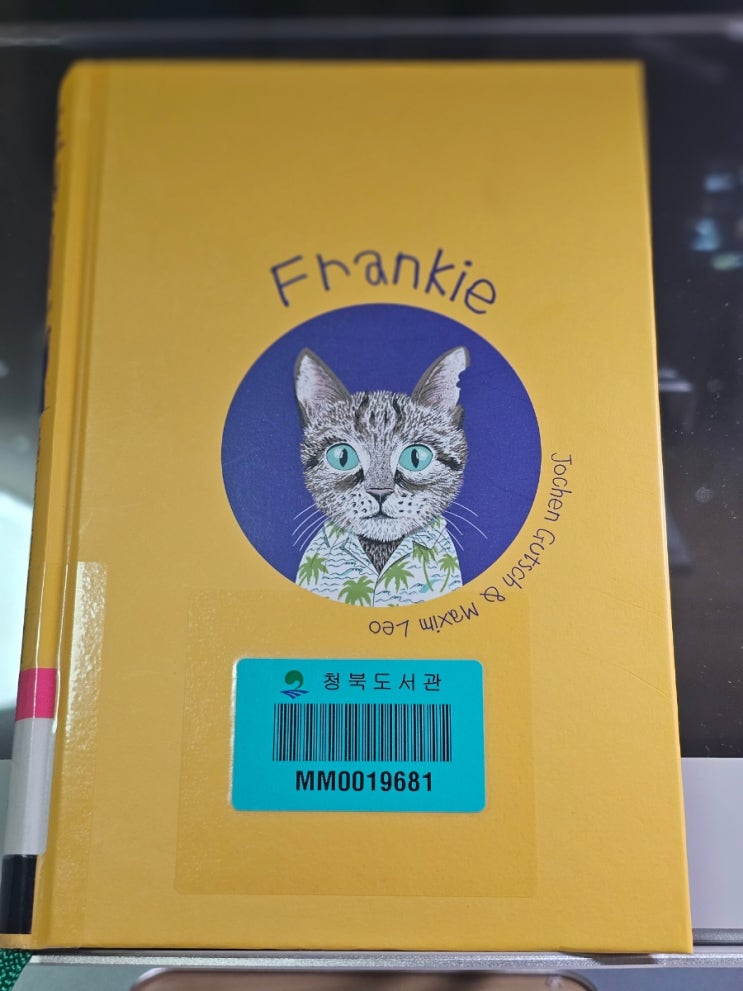 Frankie
Jochen Gutsch & Maxim Leo
청북도서관
MM0019681